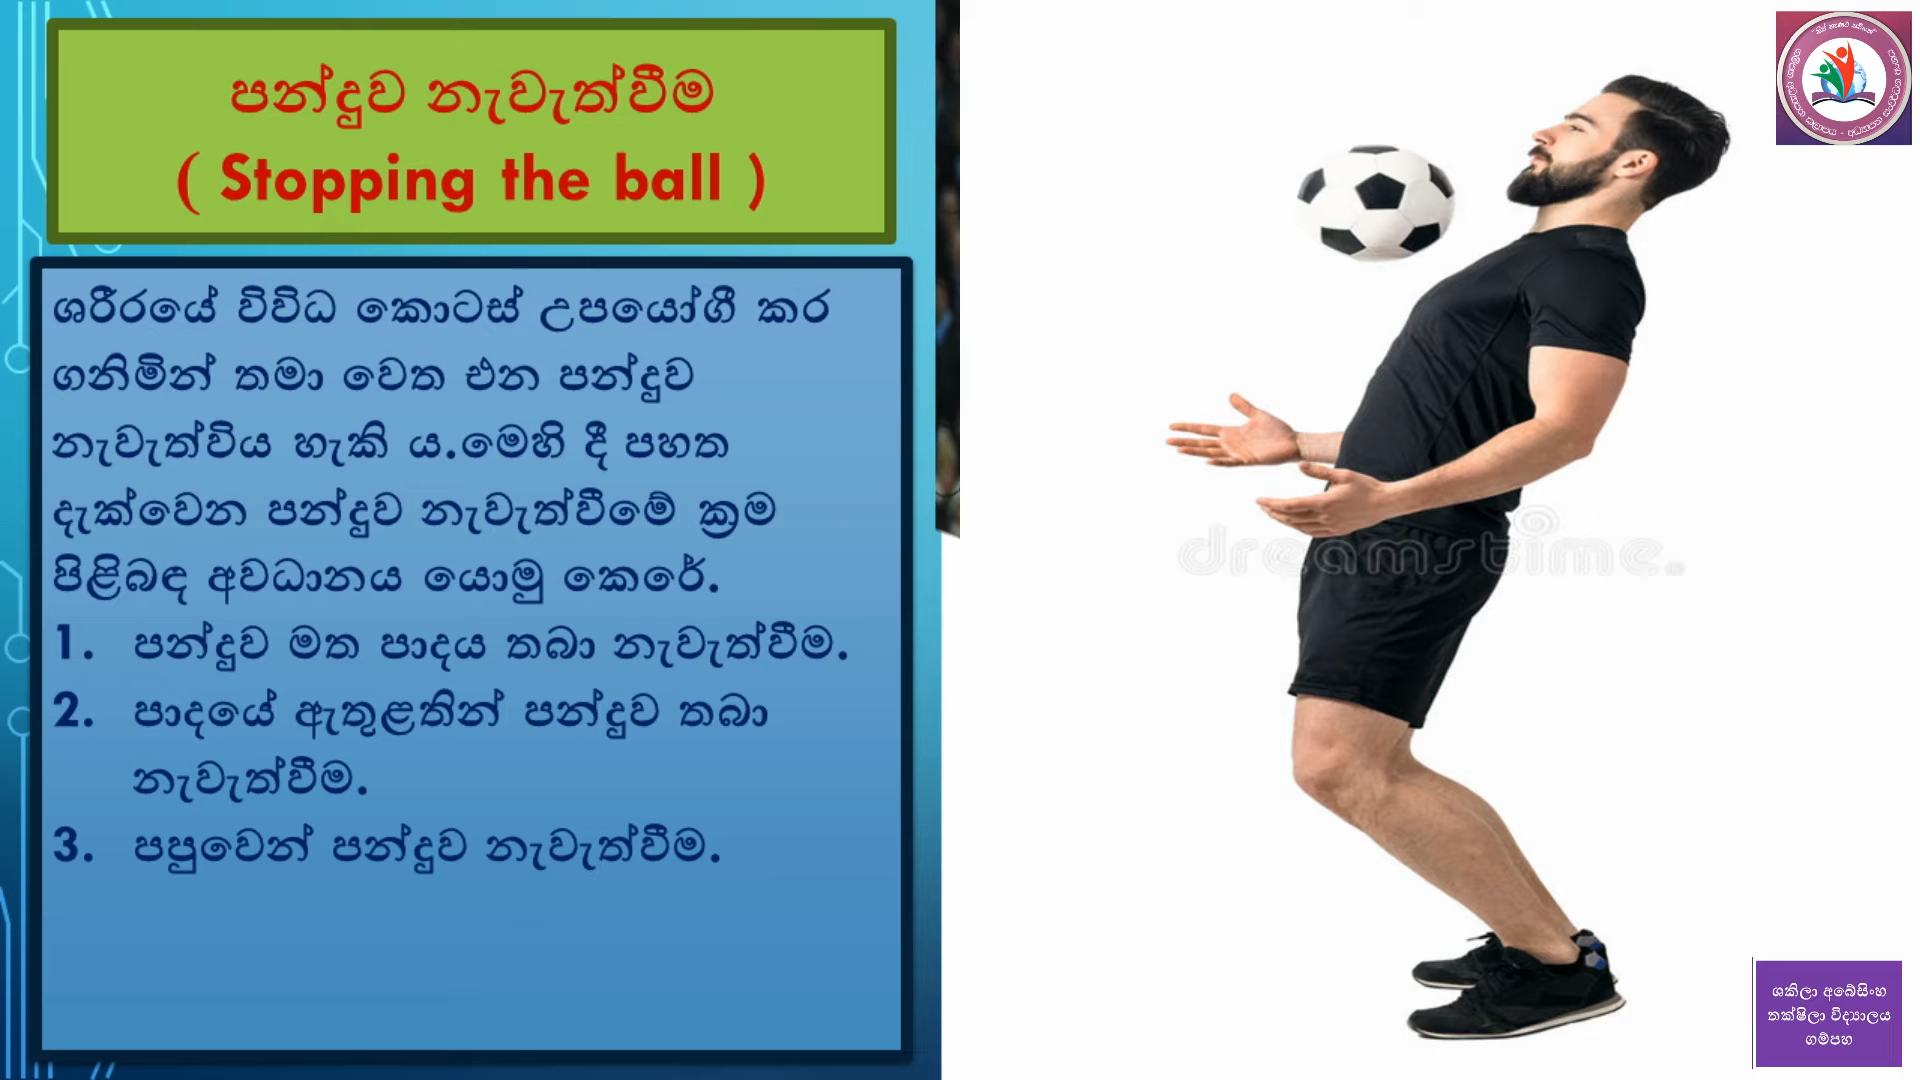 පන්දුව නැවැත්වීම
( Stopping the ball )
ශරීරයේ විවිධ කොටස් උපයෝගී කර
ගනිමින් තමා වෙත එන පන්දුව
නැවැත්විය හැකි ය.මෙහි දී පහත
දැක්වෙන පන්දුව නැවැත්වීමේ ක්‍රම
පිළිබඳ අවධානය යොමු කෙරේ.
1. පන්දුව මත පාදය තබා නැවැත්වීම.
2. පාදයේ ඇතුළතින් පන්දුව තබා
නැවැත්වීම.
3. පපුවෙන් පන්දුව නැවැත්වීම.
dreamstime.
ශකිලා අබේසිංහ
තක්ෂිලා විද්‍යාලය
ගම්පහ